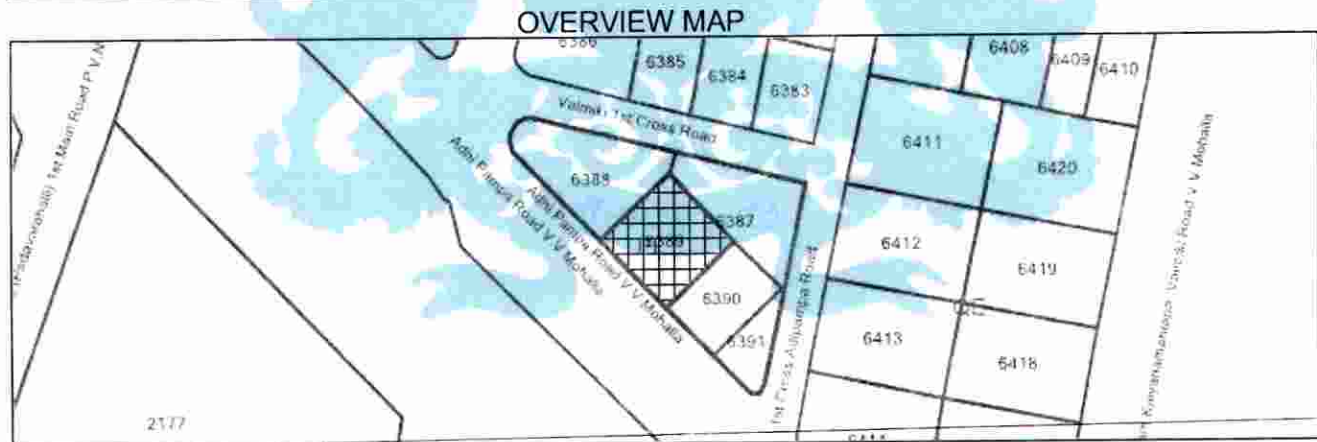 OVERVIEW MAP
6386
6385
6384
6383
6408
6409
6410
1st Main Road P.V.N
Valmiki 1st Cross Road
6411
6420
6388
6387
Adhi Pampa Road V.V Mohalla
Adhi Pampa Road V.V Mohalla
6412
6419
6390
6391
6413
6418
1st Cross Adipampa Road
Road V V Mohalla
2177